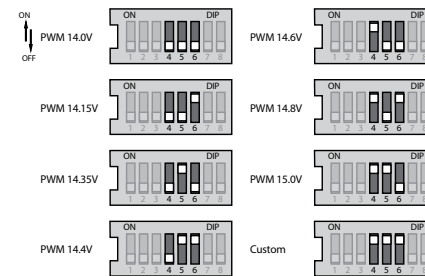 ON
OFF
PWM 14.0V
ON DIP
1 2 3 4 5 6 7 8
PWM 14.6V
ON DIP
1 2 3 4 5 6 7 8
PWM 14.15V
ON DIP
1 2 3 4 5 6 7 8
PWM 14.8V
ON DIP
1 2 3 4 5 6 7 8
PWM 14.35V
ON DIP
1 2 3 4 5 6 7 8
PWM 15.0V
ON DIP
1 2 3 4 5 6 7 8
PWM 14.4V
ON DIP
1 2 3 4 5 6 7 8
Custom
ON DIP
1 2 3 4 5 6 7 8